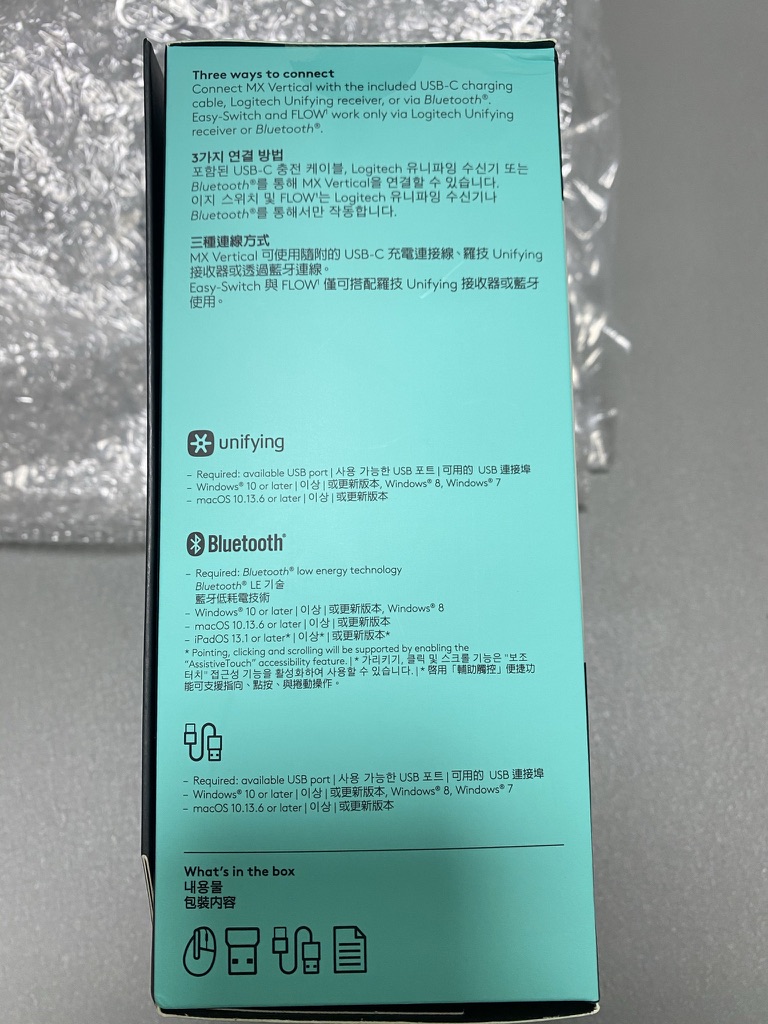 Three ways to connect
Connect MX Vertical with the included USB-C charging
cable, Logitech Unifying receiver, or via Bluetooth®.
Easy-Switch and FLOW¹ work only via Logitech Unifying
receiver or Bluetooth®.
3가지 연결 방법
포함된 USB-C 충전 케이블, Logitech 유니파잉 수신기 또는
Bluetooth®를 통해 MX Vertical을 연결할 수 있습니다.
이지 스위치 및 FLOW¹는 Logitech 유니파잉 수신기나
Bluetooth®를 통해서만 작동합니다.
三種連線方式
MX Vertical 可使用隨附的 USB-C 充電連接線、羅技 Unifying
接收器或透過藍牙連線。
Easy-Switch 與 FLOW¹ 僅可搭配羅技 Unifying 接收器或藍牙
使用。
unifying
– Required: available USB port | 사용 가능한 USB 포트 | 可用的 USB 連接埠
– Windows® 10 or later | 이상 | 或更新版本, Windows® 8, Windows® 7
– macOS 10.13.6 or later | 이상 | 或更新版本
Bluetooth®
– Required: Bluetooth® low energy technology
Bluetooth® LE 기술
藍牙低耗電技術
– Windows® 10 or later | 이상 | 或更新版本, Windows® 8
– macOS 10.13.6 or later | 이상 | 或更新版本
– iPadOS 13.1 or later* | 이상* | 或更新版本*
* Pointing, clicking and scrolling will be supported by enabling the
“AssistiveTouch” accessibility feature. | * 가리키기, 클릭 및 스크롤 기능은 "보조
터치" 접근성 기능을 활성화하여 사용할 수 있습니다. | * 啓用「輔助觸控」便捷功
能可支援指向、點按、與捲動操作。
– Required: available USB port | 사용 가능한 USB 포트 | 可用的 USB 連接埠
– Windows® 10 or later | 이상 | 或更新版本, Windows® 8, Windows® 7
– macOS 10.13.6 or later | 이상 | 或更新版本
What's in the box
내용물
包裝内容